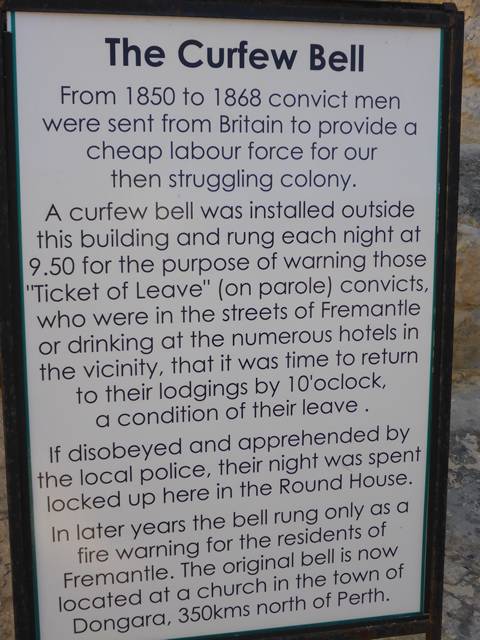 The Curfew Bell
From 1850 to 1868 convict men
were sent from Britain to provide a
cheap labour force for our
then struggling colony.
A curfew bell was installed outside
this building and rung each night at
9.50 for the purpose of warning those
"Ticket of Leave" (on parole) convicts,
who were in the streets of Fremantle
or drinking at the numerous hotels in
the vicinity, that it was time to return
to their lodgings by 10'oclock,
a condition of their leave .
If disobeyed and apprehended by
the local police, their night was spent
locked up here in the Round House.
In later years the bell rung only as a
fire warning for the residents of
Fremantle. The original bell is now
located at a church in the town of
Dongara, 350kms north of Perth.